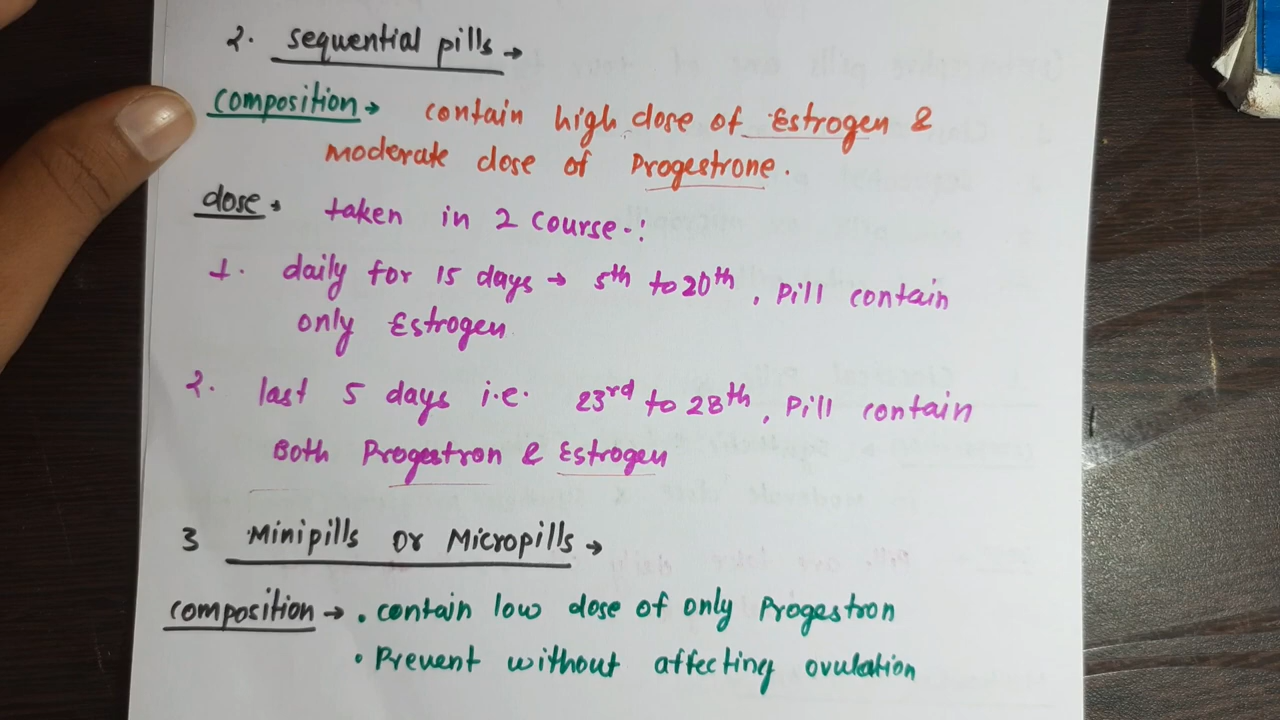 2. sequential pills →
composition → contain high dose of Estrogen &
moderate dose of Progestrone.
dose → taken in 2 course -:
1. daily for 15 days → 5th to 20th, Pill contain
only Estrogen
2. last 5 days i.e. 23rd to 28th, Pill contain
Both Progestron & Estrogen
3 Minipills or Micropills →
composition → • contain low dose of only Progestron
• Prevent without affecting ovulation